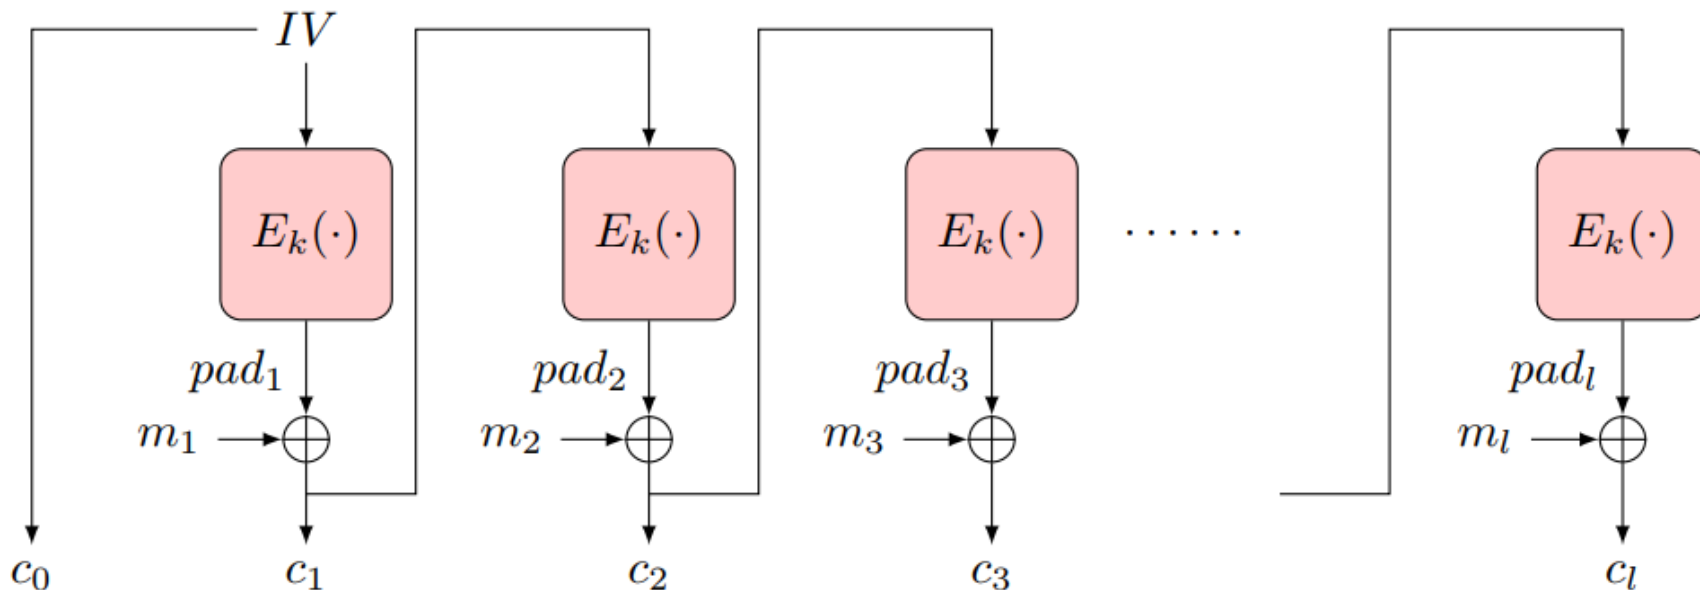 IV
E_k(·) E_k(·) E_k(·) ······ E_k(·)
pad_1 pad_2 pad_3 pad_l
m_1 m_2 m_3 m_l
c_0 c_1 c_2 c_3 c_l